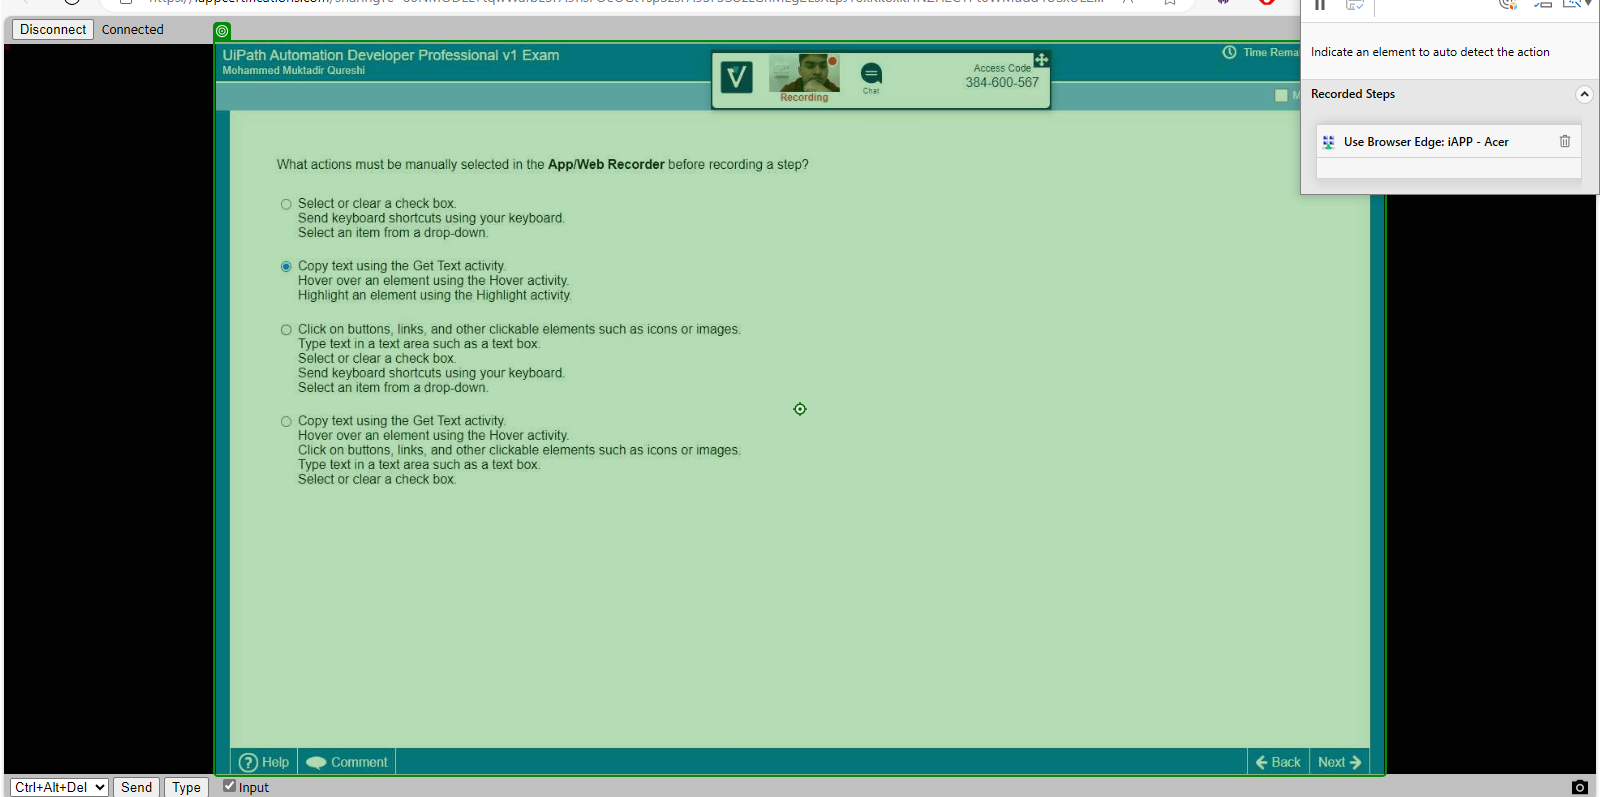 Disconnect Connected
UiPath Automation Developer Professional v1 Exam
Mohammed Muktadir Qureshi
Recording
Chat
Access Code
384-600-567
Time Rema
Indicate an element to auto detect the action
Recorded Steps
Use Browser Edge: iAPP - Acer
What actions must be manually selected in the App/Web Recorder before recording a step?
Select or clear a check box.
Send keyboard shortcuts using your keyboard.
Select an item from a drop-down.
Copy text using the Get Text activity.
Hover over an element using the Hover activity.
Highlight an element using the Highlight activity.
Click on buttons, links, and other clickable elements such as icons or images.
Type text in a text area such as a text box.
Select or clear a check box.
Send keyboard shortcuts using your keyboard.
Select an item from a drop-down.
Copy text using the Get Text activity.
Hover over an element using the Hover activity.
Click on buttons, links, and other clickable elements such as icons or images.
Type text in a text area such as a text box.
Select or clear a check box.
Help Comment
Back Next
Ctrl+Alt+Del Send Type Input